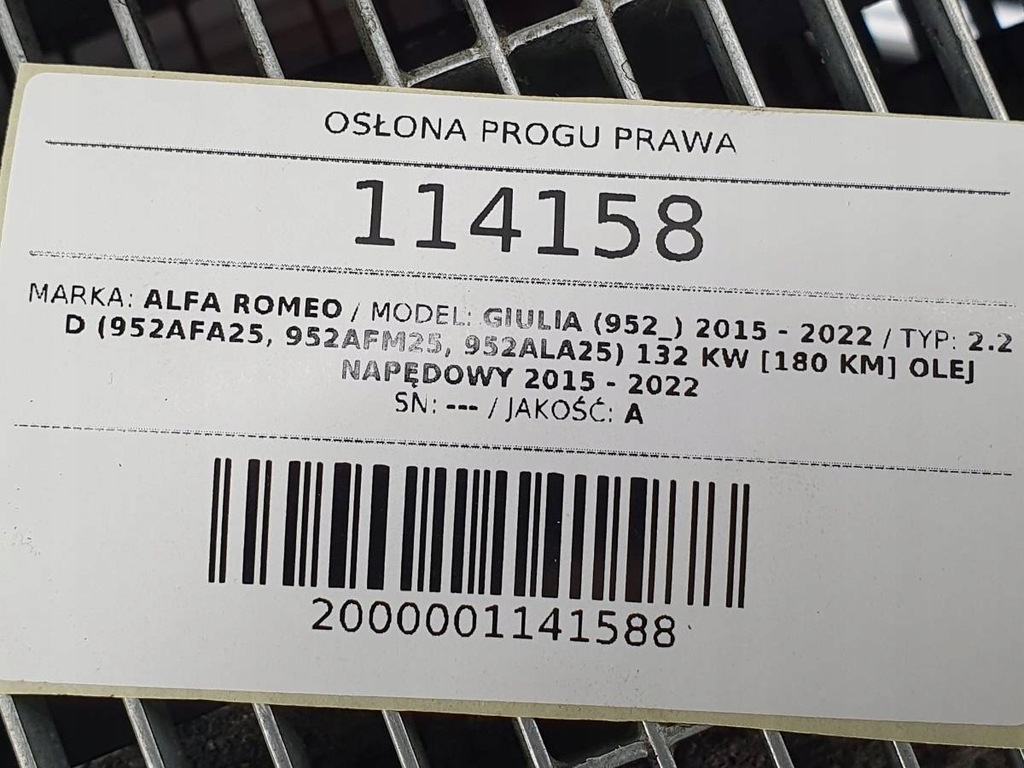 OSŁONA PROGU PRAWA
114158
MARKA: ALFA ROMEO / MODEL: GIULIA (952_) 2015 - 2022 / TYP: 2.2
D (952AFA25, 952AFM25, 952ALA25) 132 KW [180 KM] OLEJ
NAPĘDOWY 2015 - 2022
SN: --- / JAKOŚĆ: A
2000001141588